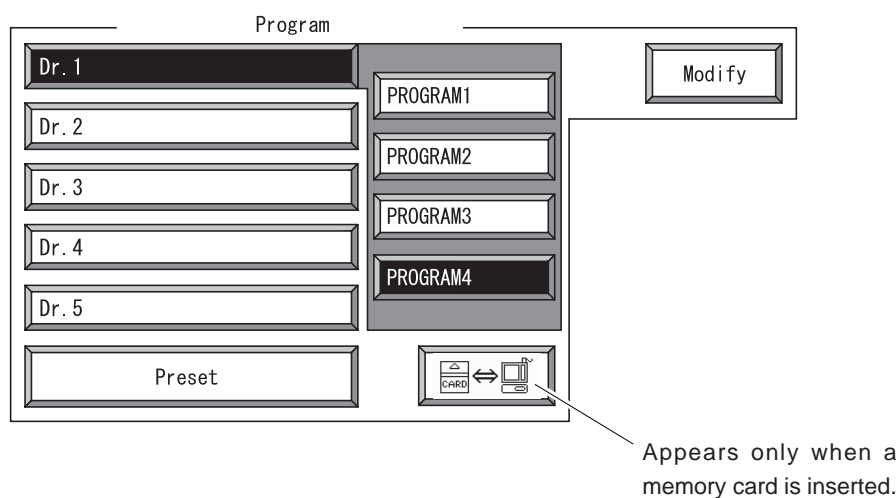 Program
Dr. 1
Modify
PROGRAM1
Dr. 2
PROGRAM2
Dr. 3
PROGRAM3
Dr. 4
PROGRAM4
Dr. 5
Preset
CARD
Appears only when a
memory card is inserted.